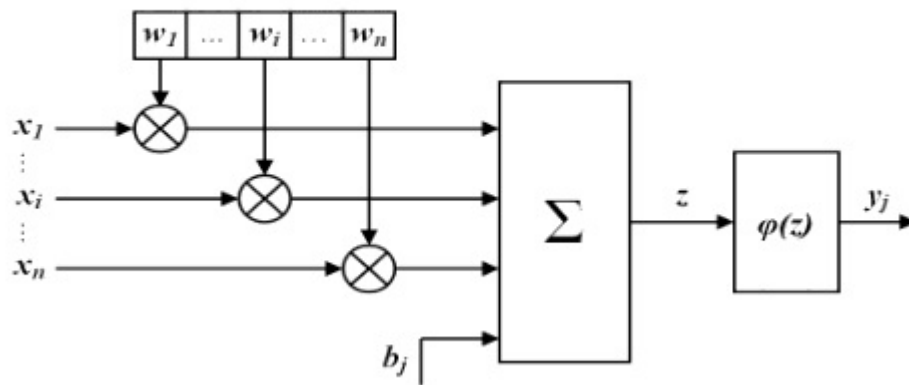 w₁ ... wᵢ ... wₙ
x₁
...
xᵢ
...
xₙ
Σ
z
φ(z)
yⱼ
bⱼ